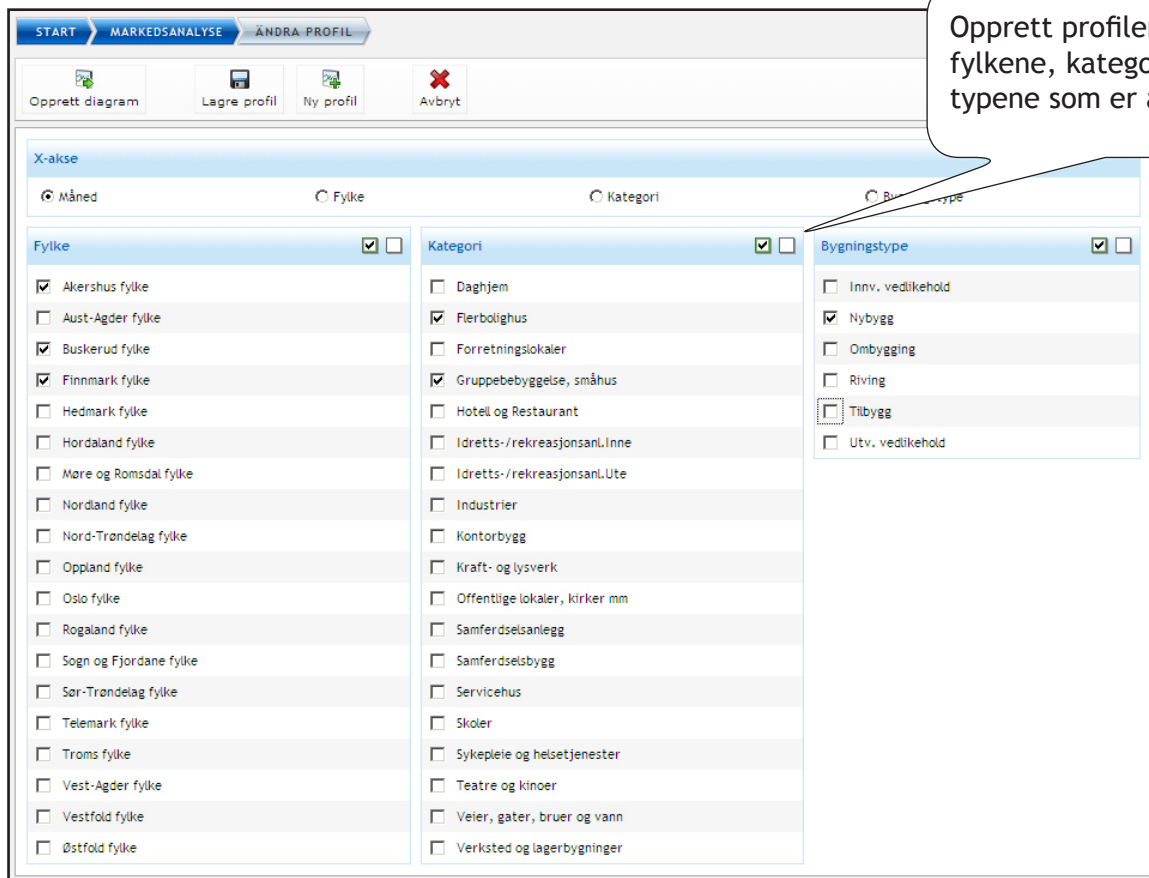 START MARKEDSANALYSE ÄNDRA PROFIL
Opprett profiler
fylkene,
typene som er
Opprett diagram Lagre profil Ny profil Avbryt
X-akse
Måned Fylke Kategori
Fylke
Akershus fylke
Aust-Agder fylke
Buskerud fylke
Finnmark fylke
Hedmark fylke
Hordaland fylke
Møre og Romsdal fylke
Nordland fylke
Nord-Trøndelag fylke
Oppland fylke
Oslo fylke
Rogaland fylke
Sogn og Fjordane fylke
Sør-Trøndelag fylke
Telemark fylke
Troms fylke
Vest-Agder fylke
Vestfold fylke
Østfold fylke
Kategori
Daghjem
Flerbolighus
Forretningslokaler
Gruppebebyggelse, småhus
Hotell og Restaurant
Idretts-/rekreasjonsanl.Inne
Idretts-/rekreasjonsanl.Ute
Industrier
Kontorbygg
Kraft- og lysverk
Offentlige lokaler, kirker mm
Samferdselsanlegg
Samferdselsbygg
Servicehus
Skoler
Sykepleie og helsetjenester
Teatre og kinoer
Veier, gater, bruer og vann
Verksted og lagerbygninger
Bygningstype
Innv. vedlikehold
Nybygg
Ombygging
Riving
Tilbygg
Utv. vedlikehold